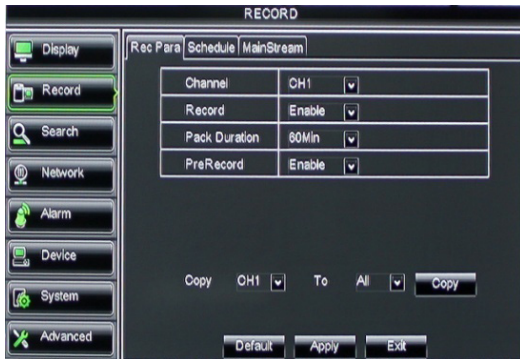 RECORD
Display
Record
Search
Network
Alarm
Device
System
Advanced
Rec Para Schedule MainStream
Channel CH1
Record Enable
Pack Duration 60Min
PreRecord Enable
Copy CH1 To All Copy
Default Apply Exit